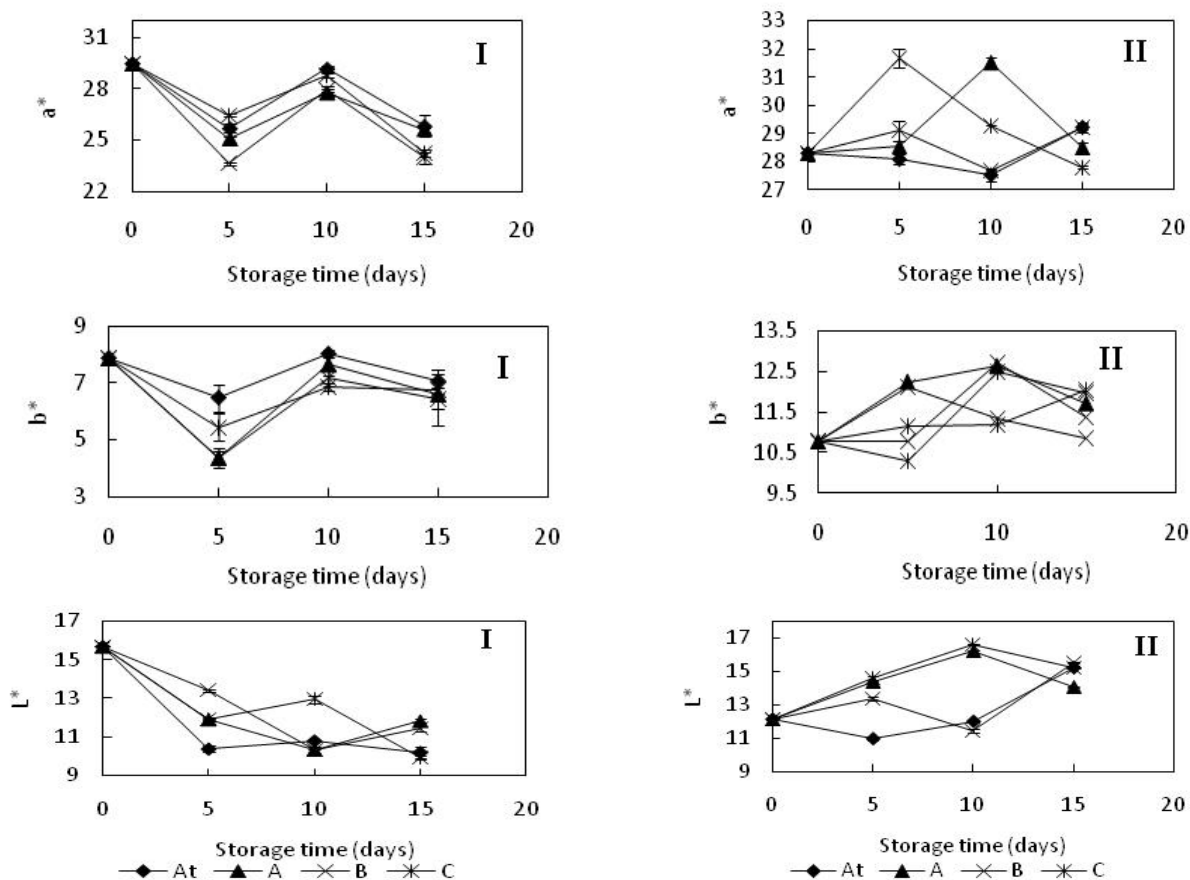 31
28
25
22
a*
I
0 5 10 15 20
Storage time (days)
33
32
31
30
29
28
27
a*
II
0 5 10 15 20
Storage time (days)
9
7
5
3
b*
I
0 5 10 15 20
Storage time (days)
13.5
12.5
11.5
10.5
9.5
b*
II
0 10 20
Storage time (days)
17
15
13
11
9
L*
I
0 5 10 15 20
Storage time (days)
At A B C
17
15
13
11
9
L*
II
0 5 10 15 20
Storage time (days)
At A B C